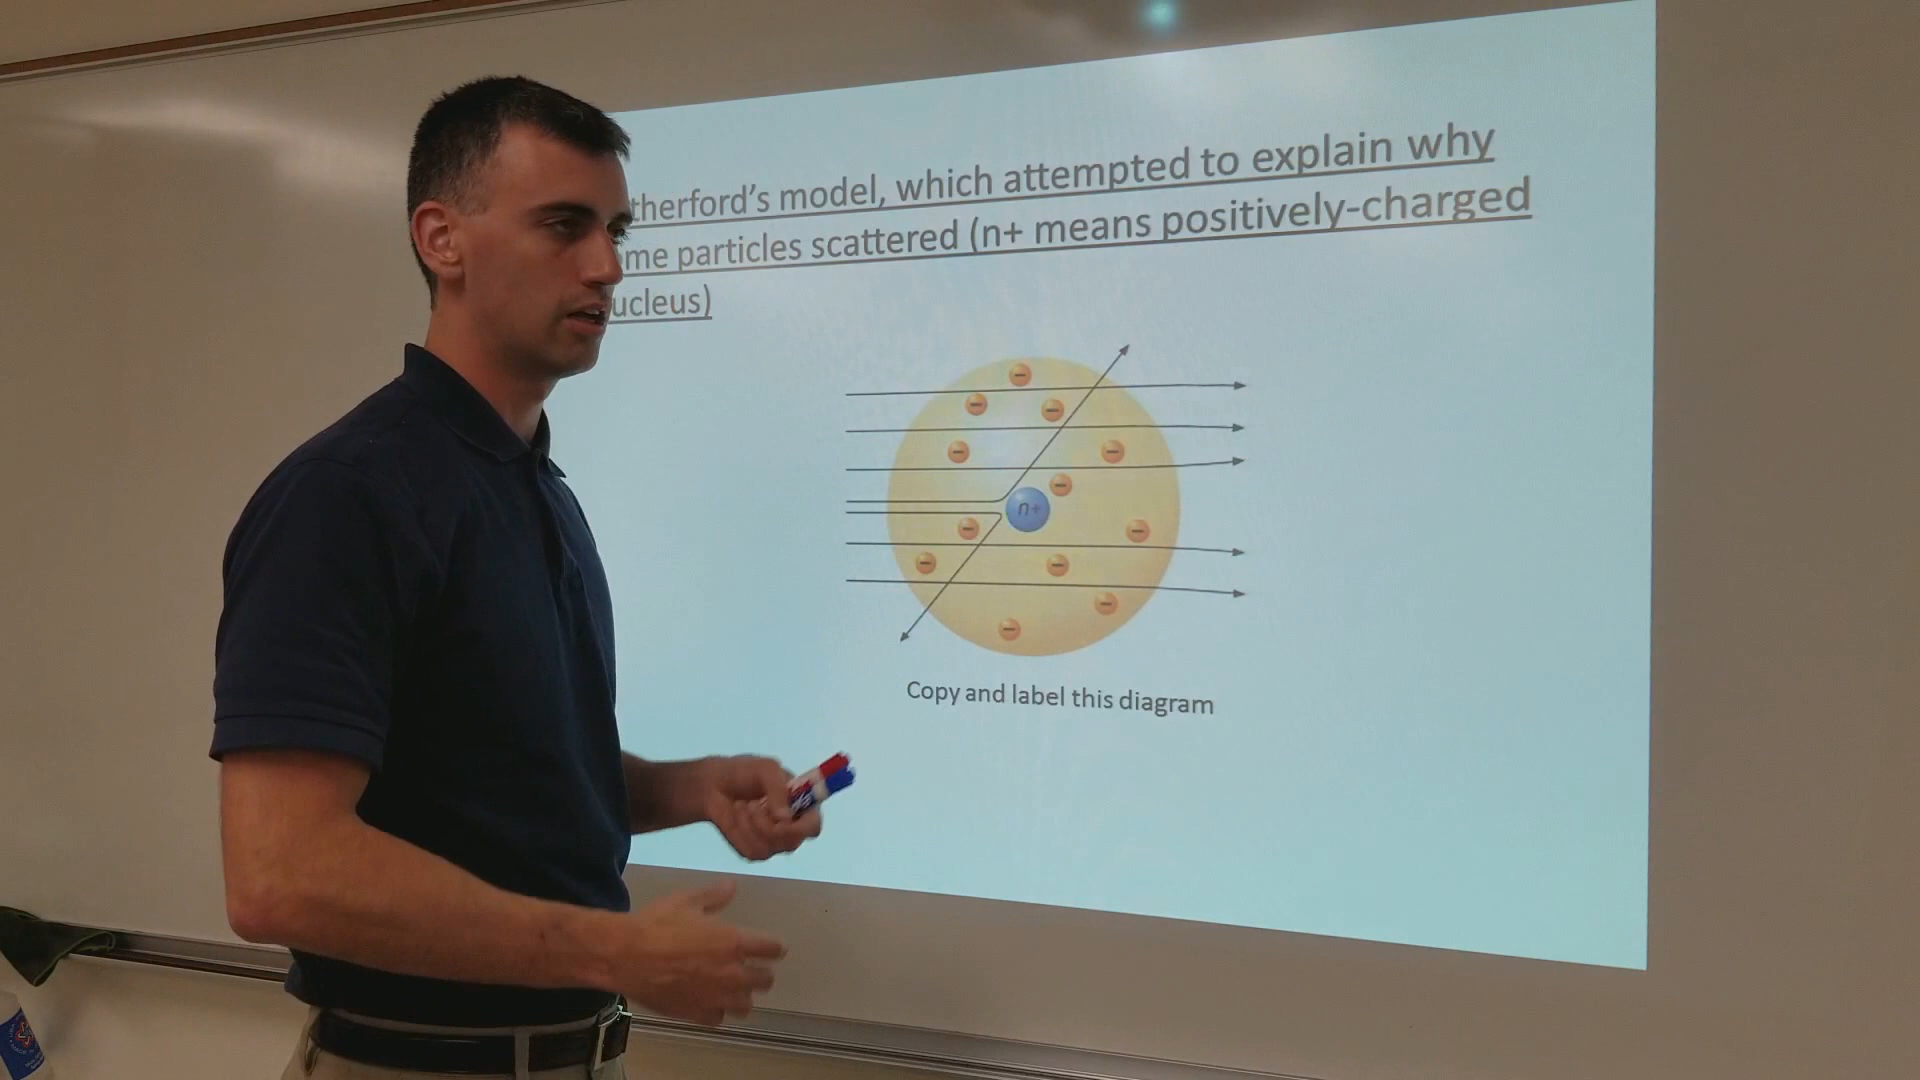 therford's model, which attempted to explain why
me particles scattered (n+ means positively-charged
ucleus)
n+
Copy and label this diagram